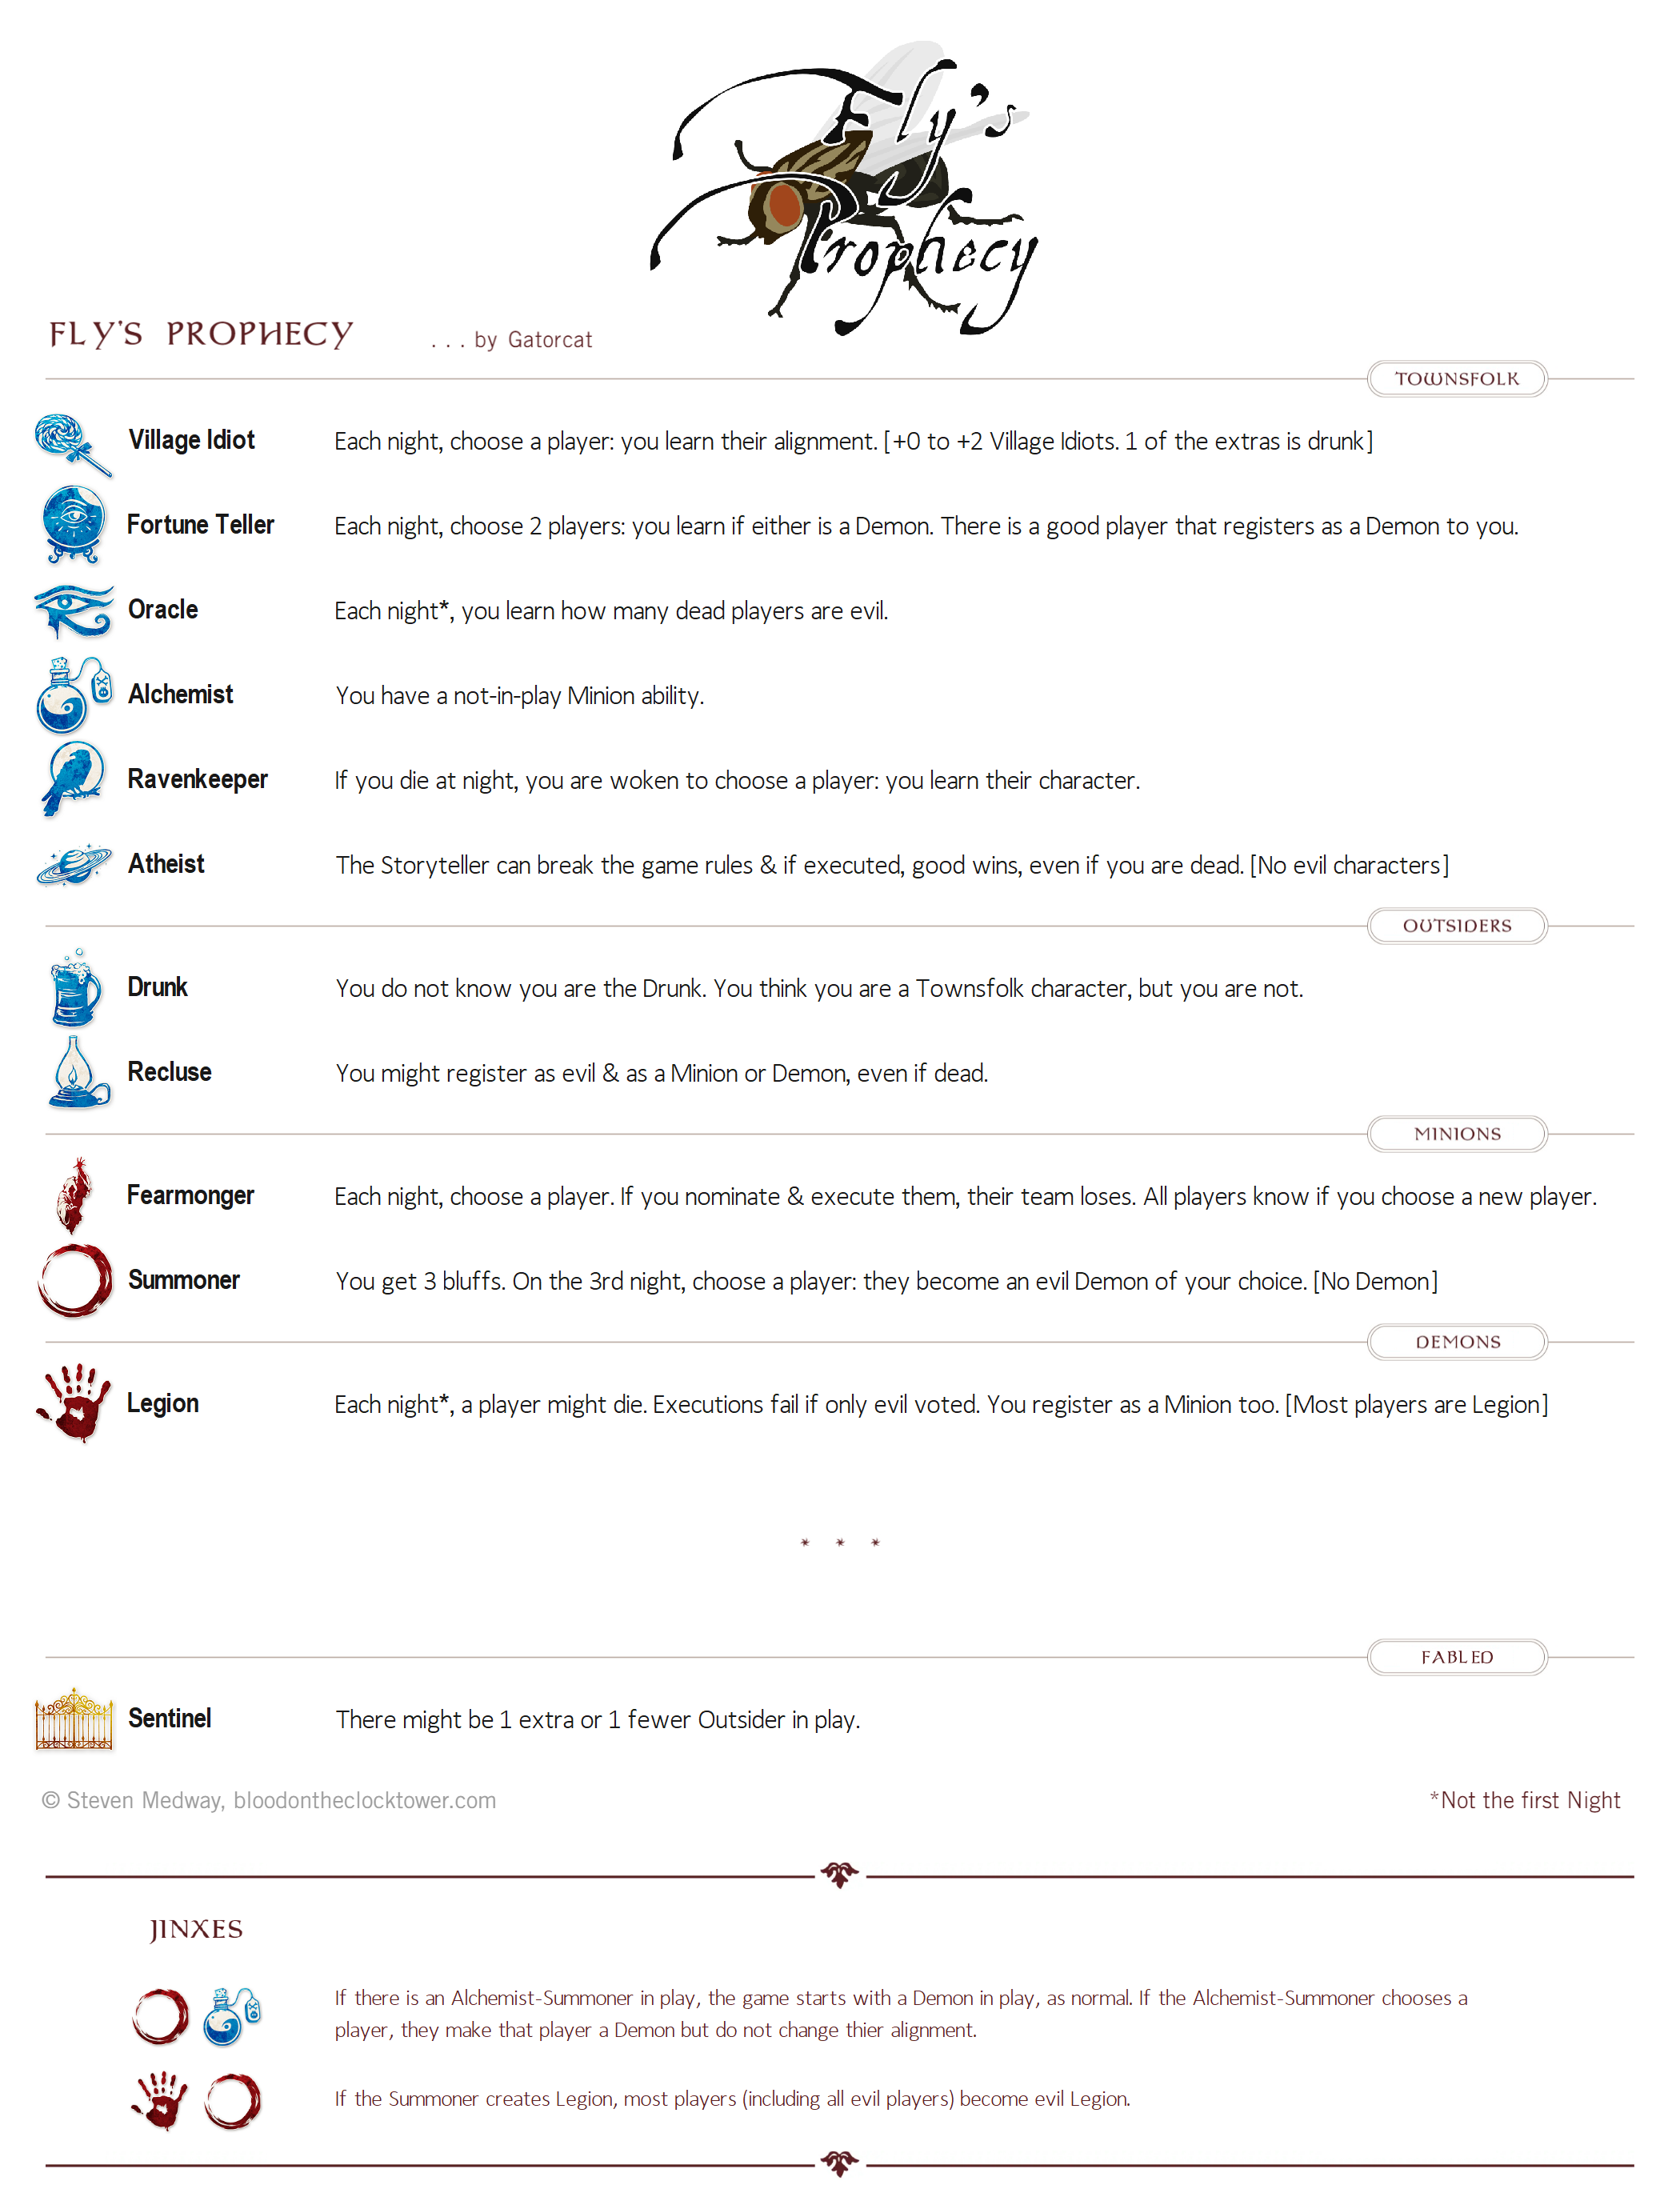 Fly's
Prophecy
FLY'S PROPHECY . . . by Gatorcat
TOWNSFOLK
Village Idiot Each night, choose a player: you learn their alignment. [+0 to +2 Village Idiots. 1 of the extras is drunk]
Fortune Teller Each night, choose 2 players: you learn if either is a Demon. There is a good player that registers as a Demon to you.
Oracle Each night*, you learn how many dead players are evil.
Alchemist You have a not-in-play Minion ability.
Ravenkeeper If you die at night, you are woken to choose a player: you learn their character.
Atheist The Storyteller can break the game rules & if executed, good wins, even if you are dead. [No evil characters]
OUTSIDERS
Drunk You do not know you are the Drunk. You think you are a Townsfolk character, but you are not.
Recluse You might register as evil & as a Minion or Demon, even if dead.
MINIONS
Fearmonger Each night, choose a player. If you nominate & execute them, their team loses. All players know if you choose a new player.
Summoner You get 3 bluffs. On the 3rd night, choose a player: they become an evil Demon of your choice. [No Demon]
DEMONS
Legion Each night*, a player might die. Executions fail if only evil voted. You register as a Minion too. [Most players are Legion]
* * *
FABLED
Sentinel There might be 1 extra or 1 fewer Outsider in play.
© Steven Medway, bloodontheclocktower.com *Not the first Night
JINXES
If there is an Alchemist-Summoner in play, the game starts with a Demon in play, as normal. If the Alchemist-Summoner chooses a
player, they make that player a Demon but do not change thier alignment.
If the Summoner creates Legion, most players (including all evil players) become evil Legion.